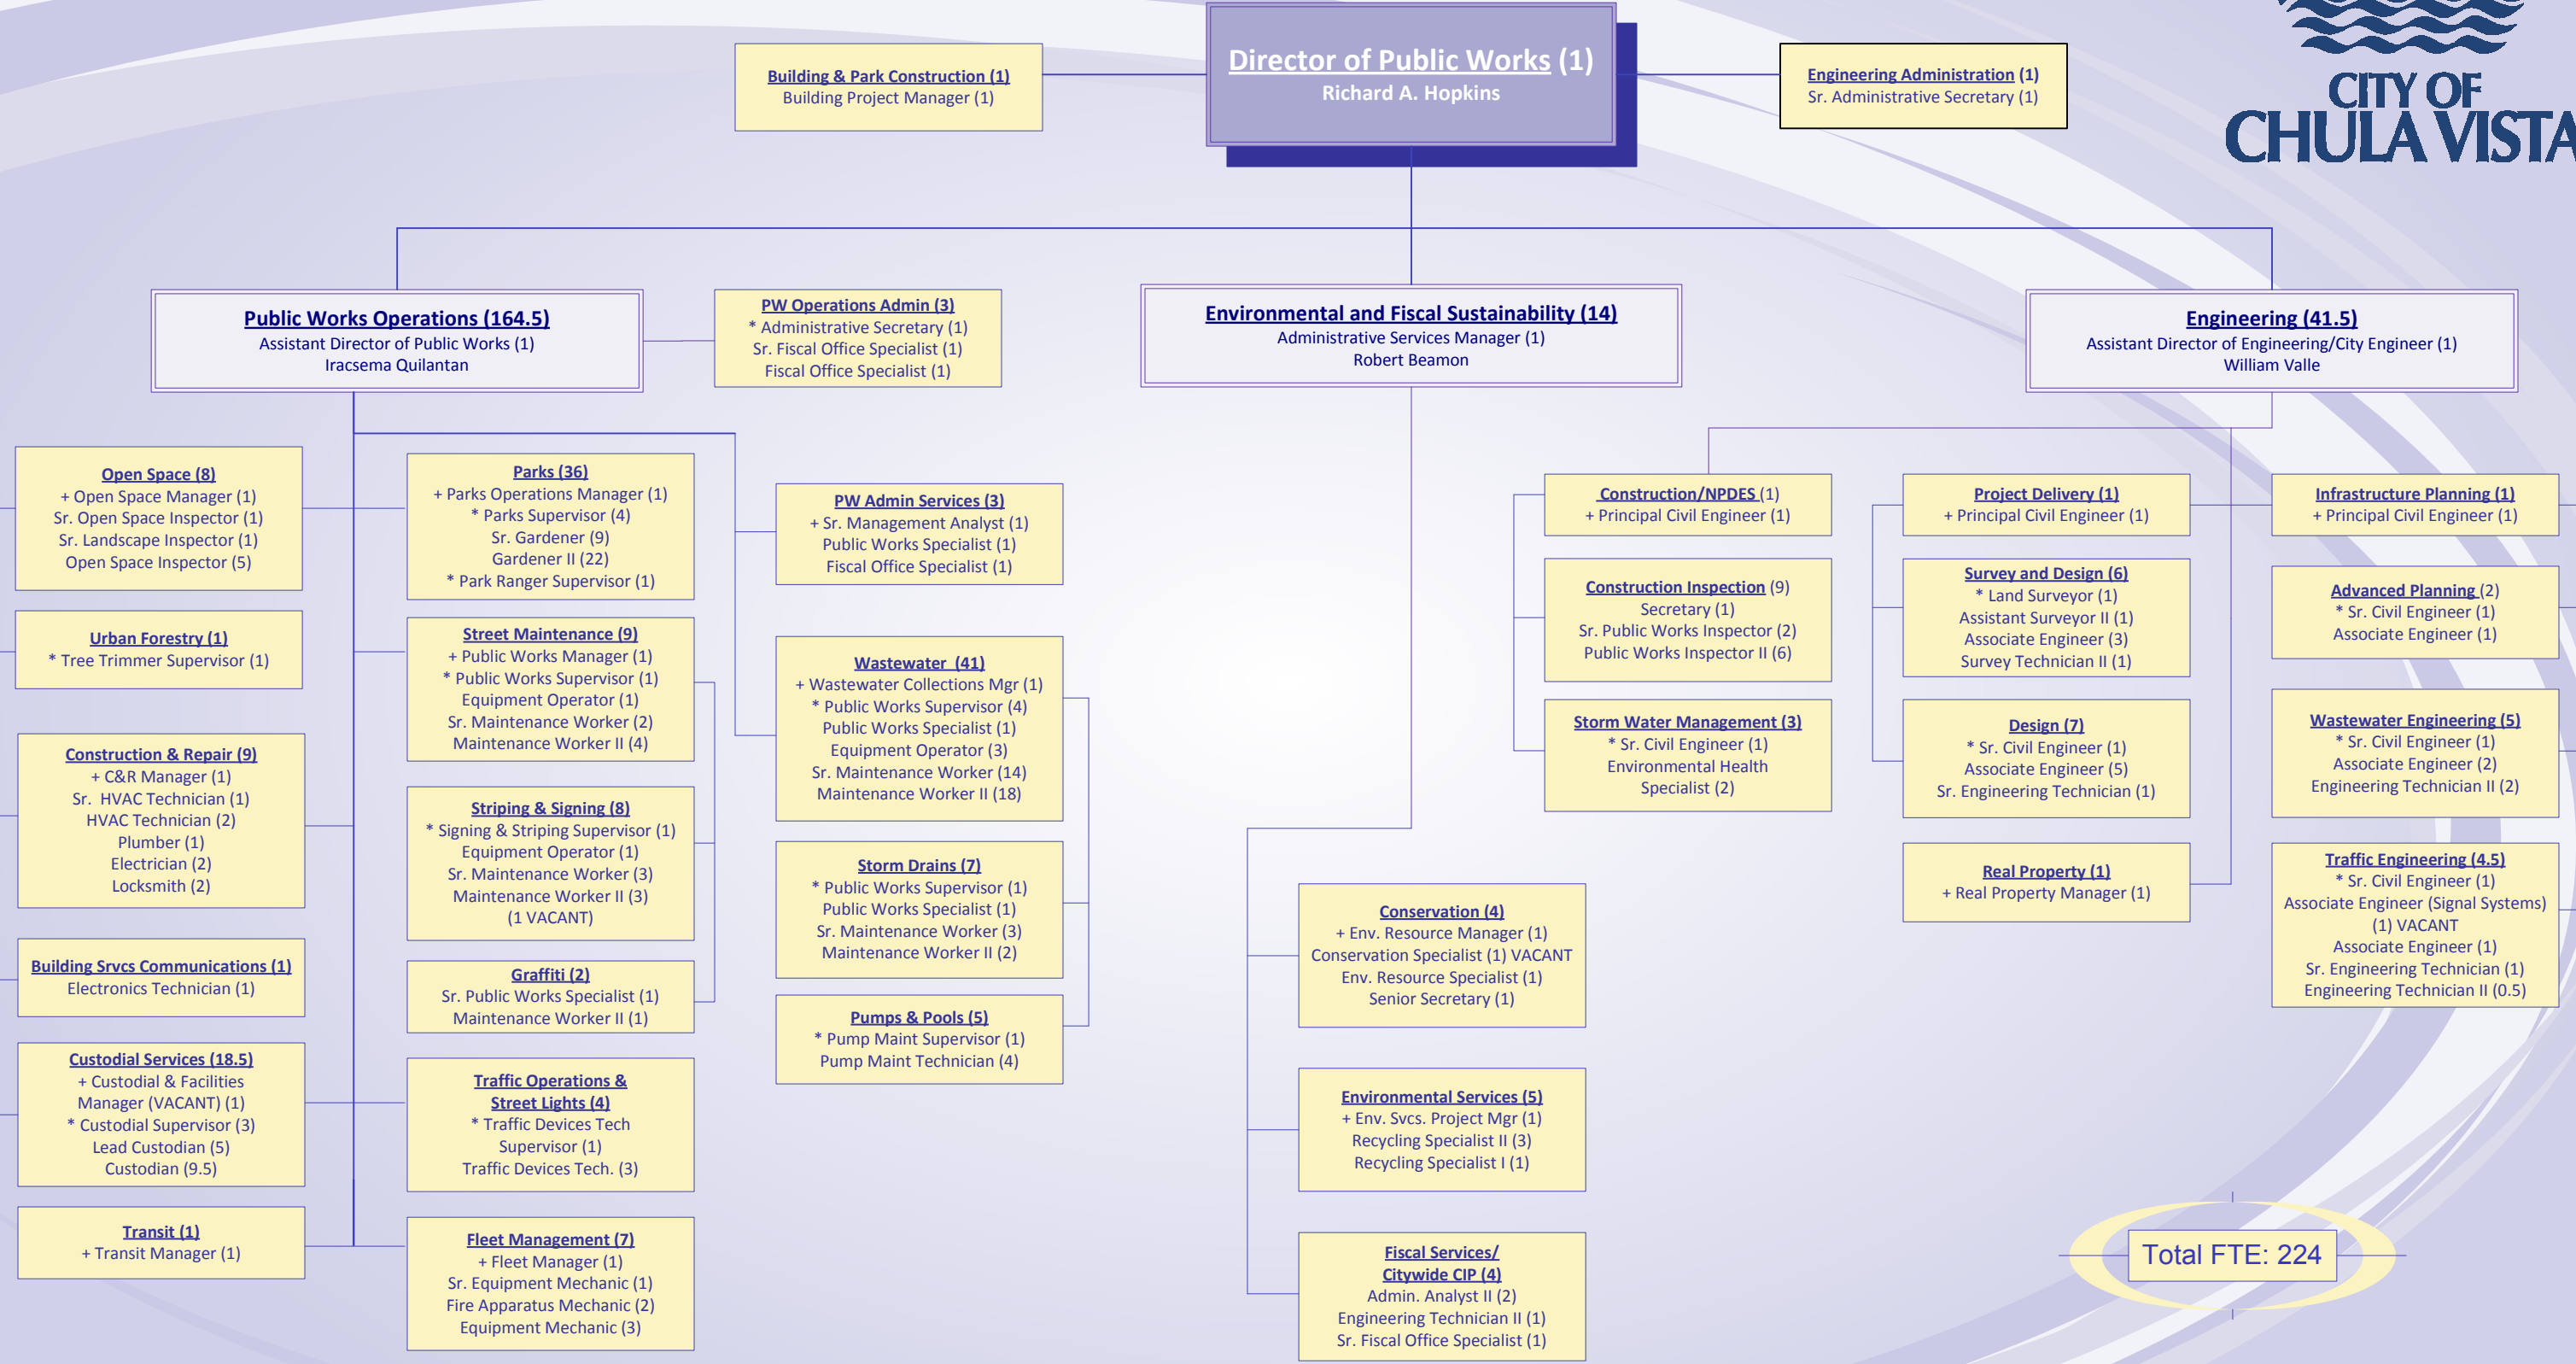 Building & Park Construction (1)
Building Project Manager (1)
Director of Public Works (1)
Richard A. Hopkins
Engineering Administration (1)
Sr. Administrative Secretary (1)
CITY OF
CHULA VISTA
Public Works Operations (164.5)
Assistant Director of Public Works (1)
Iracsema Quilantan
PW Operations Admin (3)
* Administrative Secretary (1)
Sr. Fiscal Office Specialist (1)
Fiscal Office Specialist (1)
Environmental and Fiscal Sustainability (14)
Administrative Services Manager (1)
Robert Beamon
Engineering (41.5)
Assistant Director of Engineering/City Engineer (1)
William Valle
Open Space (8)
+ Open Space Manager (1)
Sr. Open Space Inspector (1)
Sr. Landscape Inspector (1)
Open Space Inspector (5)
Urban Forestry (1)
* Tree Trimmer Supervisor (1)
Construction & Repair (9)
+ C&R Manager (1)
Sr. HVAC Technician (1)
HVAC Technician (2)
Plumber (1)
Electrician (2)
Locksmith (2)
Building Srvcs Communications (1)
Electronics Technician (1)
Custodial Services (18.5)
+ Custodial & Facilities
Manager (VACANT) (1)
* Custodial Supervisor (3)
Lead Custodian (5)
Custodian (9.5)
Transit (1)
+ Transit Manager (1)
Parks (36)
+ Parks Operations Manager (1)
* Parks Supervisor (4)
Sr. Gardener (9)
Gardener II (22)
* Park Ranger Supervisor (1)
Street Maintenance (9)
+ Public Works Manager (1)
* Public Works Supervisor (1)
Equipment Operator (1)
Sr. Maintenance Worker (2)
Maintenance Worker II (4)
Striping & Signing (8)
* Signing & Striping Supervisor (1)
Equipment Operator (1)
Sr. Maintenance Worker (3)
Maintenance Worker II (3)
(1 VACANT)
Graffiti (2)
Sr. Public Works Specialist (1)
Maintenance Worker II (1)
Traffic Operations &
Street Lights (4)
* Traffic Devices Tech
Supervisor (1)
Traffic Devices Tech. (3)
Fleet Management (7)
+ Fleet Manager (1)
Sr. Equipment Mechanic (1)
Fire Apparatus Mechanic (2)
Equipment Mechanic (3)
PW Admin Services (3)
+ Sr. Management Analyst (1)
Public Works Specialist (1)
Fiscal Office Specialist (1)
Wastewater (41)
+ Wastewater Collections Mgr (1)
* Public Works Supervisor (4)
Public Works Specialist (1)
Equipment Operator (3)
Sr. Maintenance Worker (14)
Maintenance Worker II (18)
Storm Drains (7)
* Public Works Supervisor (1)
Public Works Specialist (1)
Sr. Maintenance Worker (3)
Maintenance Worker II (2)
Pumps & Pools (5)
* Pump Maint Supervisor (1)
Pump Maint Technician (4)
Conservation (4)
+ Env. Resource Manager (1)
Conservation Specialist (1) VACANT
Env. Resource Specialist (1)
Senior Secretary (1)
Environmental Services (5)
+ Env. Svcs. Project Mgr (1)
Recycling Specialist II (3)
Recycling Specialist I (1)
Fiscal Services/
Citywide CIP (4)
Admin. Analyst II (2)
Engineering Technician II (1)
Sr. Fiscal Office Specialist (1)
Construction/NPDES (1)
+ Principal Civil Engineer (1)
Construction Inspection (9)
Secretary (1)
Sr. Public Works Inspector (2)
Public Works Inspector II (6)
Storm Water Management (3)
* Sr. Civil Engineer (1)
Environmental Health
Specialist (2)
Project Delivery (1)
+ Principal Civil Engineer (1)
Survey and Design (6)
* Land Surveyor (1)
Assistant Surveyor II (1)
Associate Engineer (3)
Survey Technician II (1)
Design (7)
* Sr. Civil Engineer (1)
Associate Engineer (5)
Sr. Engineering Technician (1)
Real Property (1)
+ Real Property Manager (1)
Infrastructure Planning (1)
+ Principal Civil Engineer (1)
Advanced Planning (2)
* Sr. Civil Engineer (1)
Associate Engineer (1)
Wastewater Engineering (5)
* Sr. Civil Engineer (1)
Associate Engineer (2)
Engineering Technician II (2)
Traffic Engineering (4.5)
* Sr. Civil Engineer (1)
Associate Engineer (Signal Systems)
(1) VACANT
Associate Engineer (1)
Sr. Engineering Technician (1)
Engineering Technician II (0.5)
Total FTE: 224